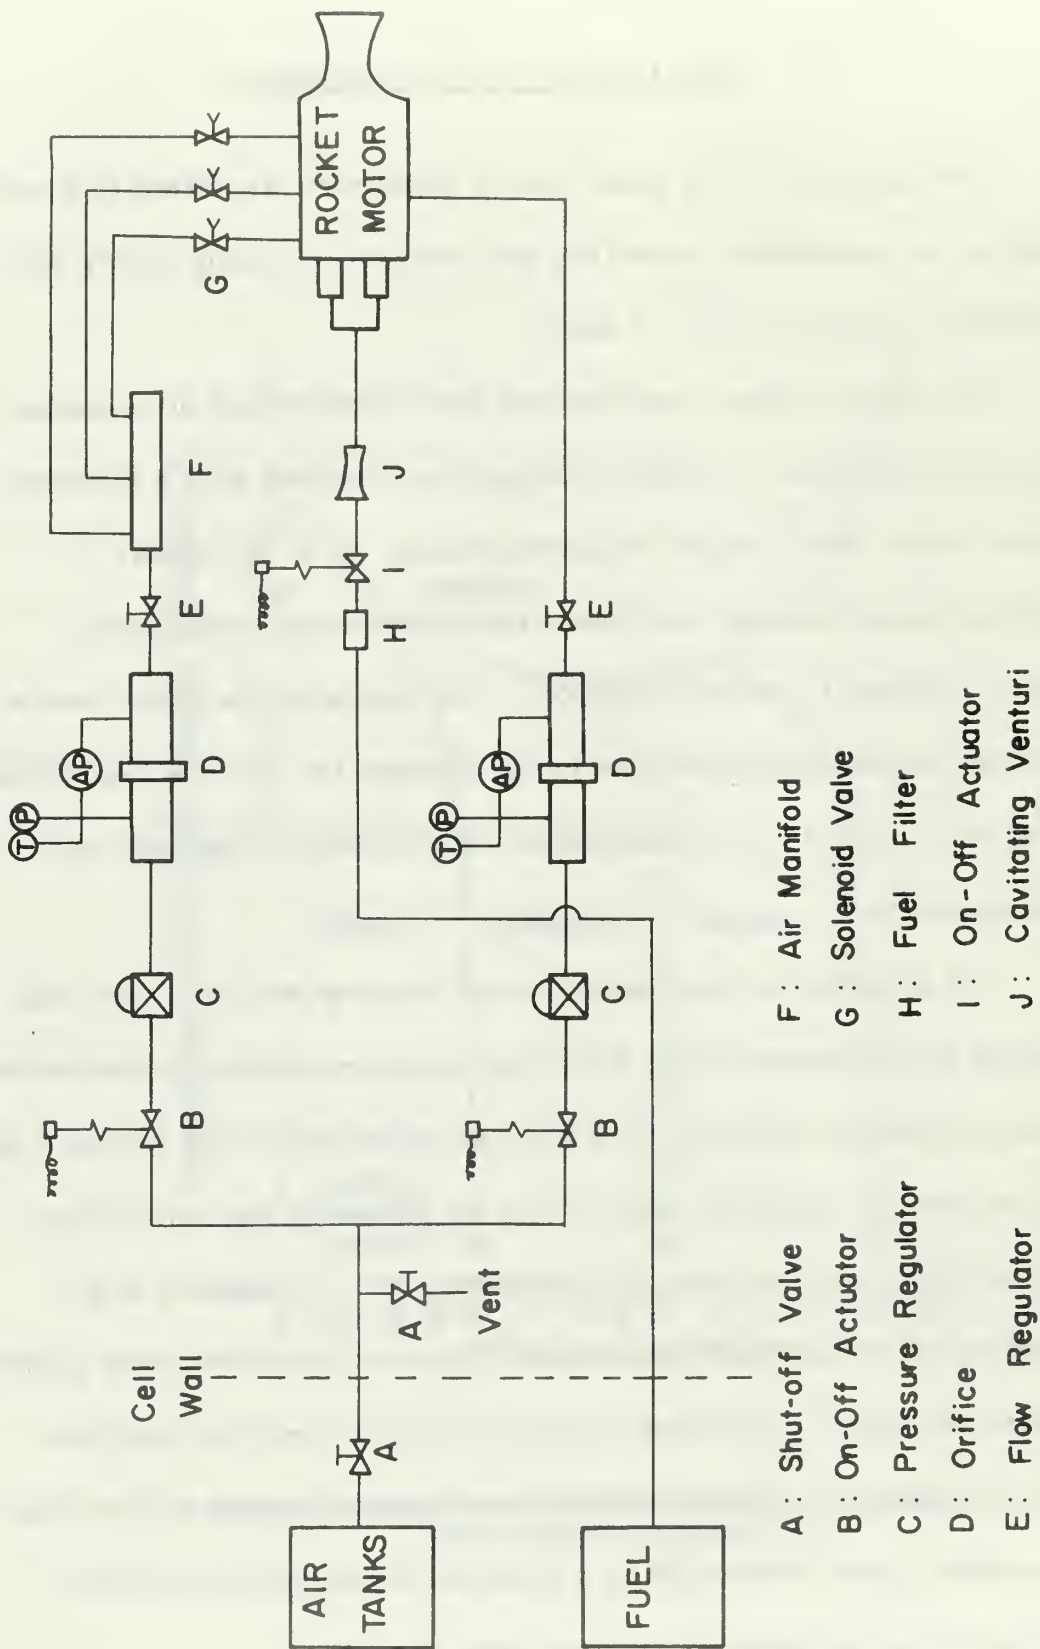 AIR
TANKS
A
Cell
Wall
A
Vent
B
C
T P
ΔP
D
E
F
G
ROCKET
MOTOR
H
I
J
B
C
T P
ΔP
D
E
FUEL
A : Shut-off Valve
B : On-Off Actuator
C : Pressure Regulator
D : Orifice
E : Flow Regulator
F : Air Manifold
G : Solenoid Valve
H : Fuel Filter
I : On-Off Actuator
J : Cavitating Venturi